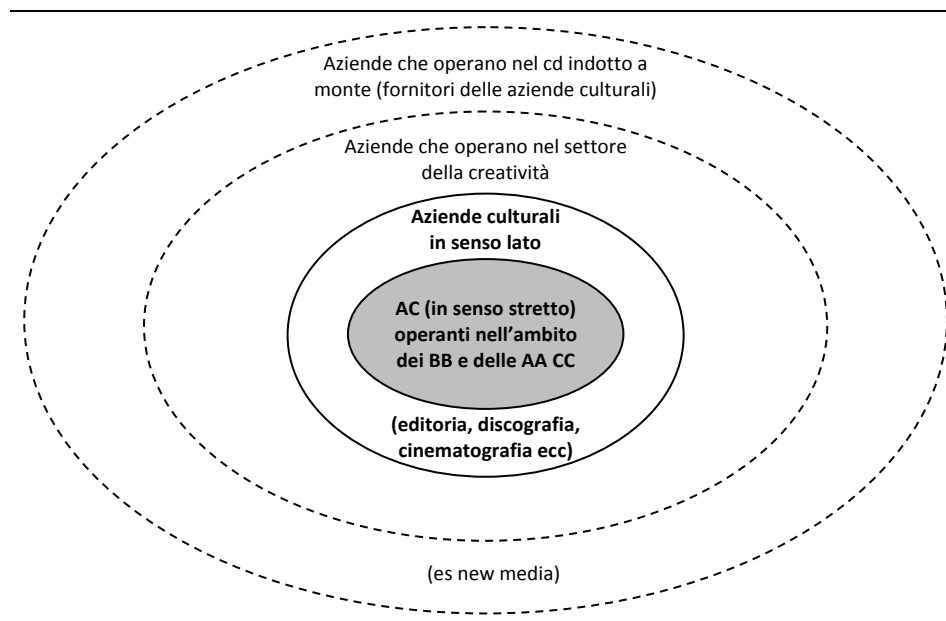 Aziende che operano nel cd indotto a
monte (fornitori delle aziende culturali)
Aziende che operano nel settore
della creatività
Aziende culturali
in senso lato
AC (in senso stretto)
operanti nell’ambito
dei BB e delle AA CC
(editoria, discografia,
cinematografia ecc)
(es new media)